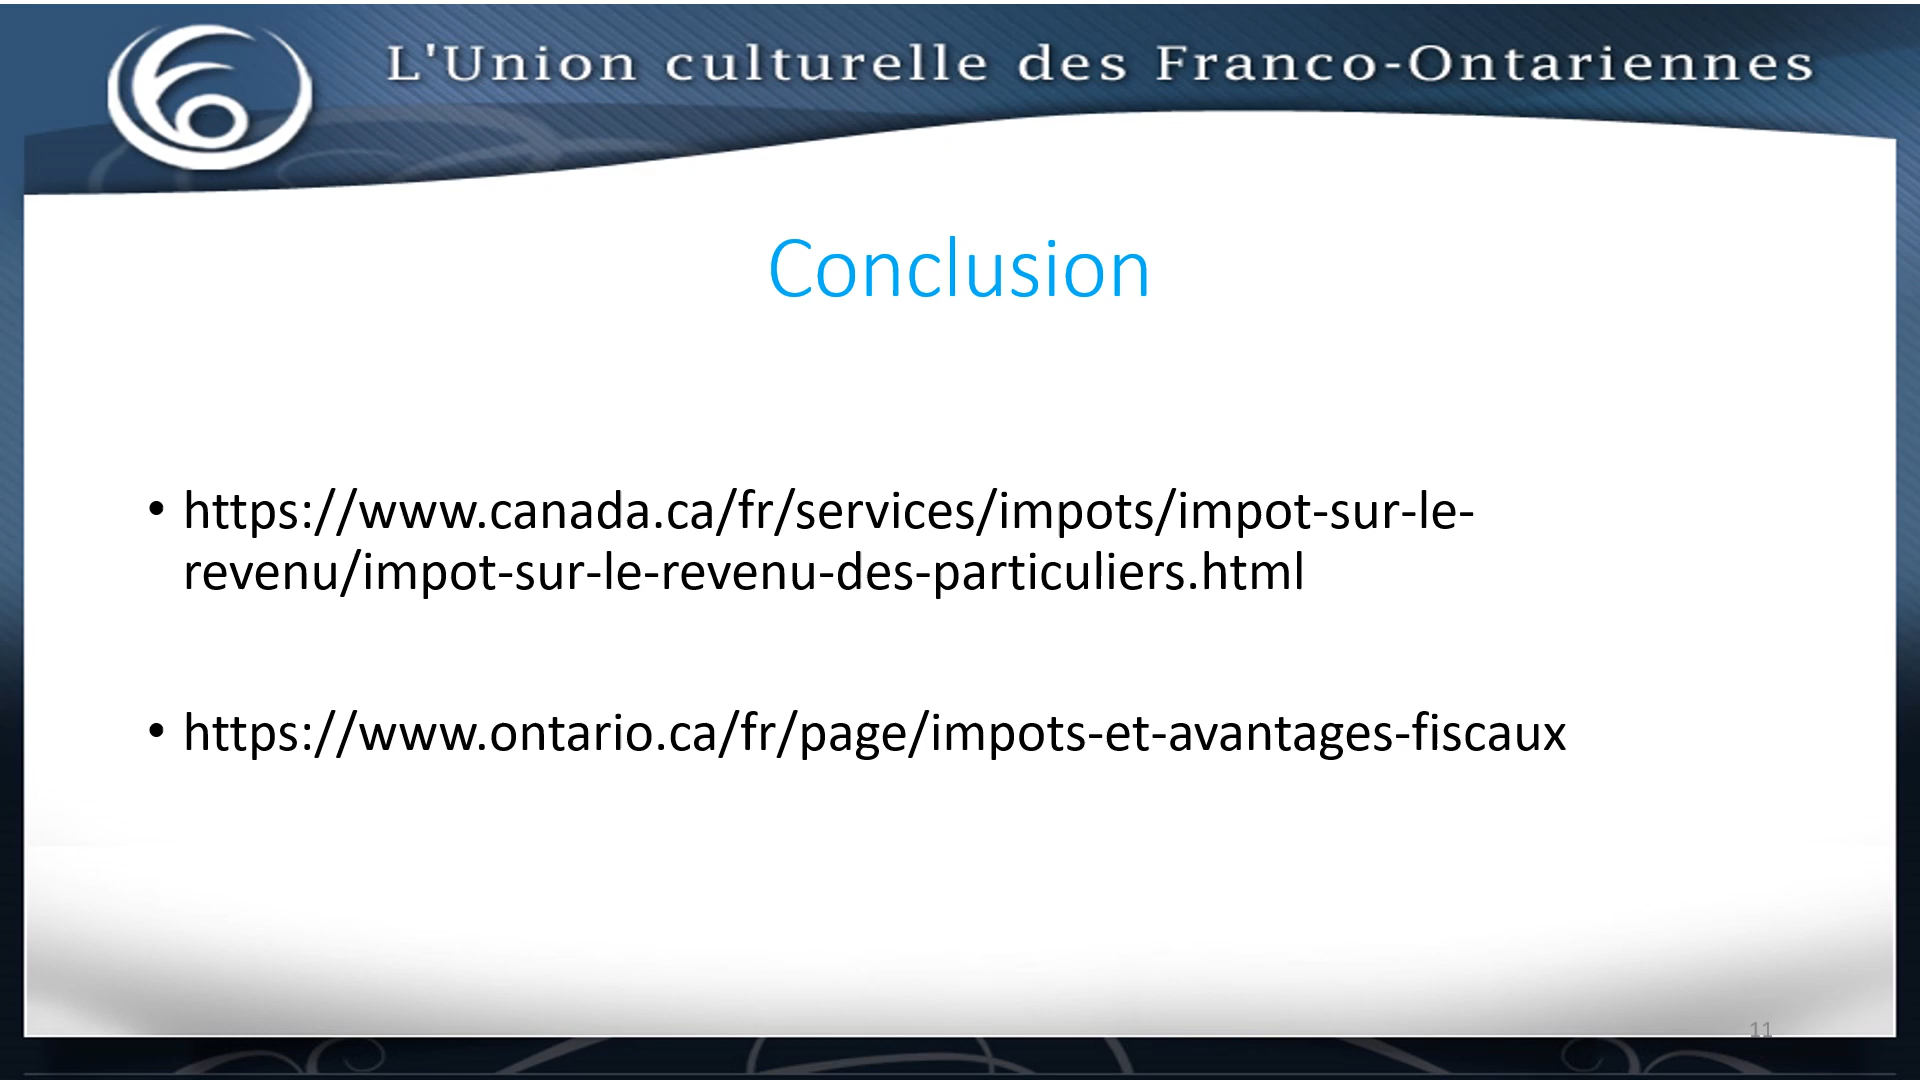 L'Union culturelle des Franco-Ontariennes
Conclusion
• https://www.canada.ca/fr/services/impots/impot-sur-le-
revenu/impot-sur-le-revenu-des-particuliers.html
• https://www.ontario.ca/fr/page/impots-et-avantages-fiscaux
11